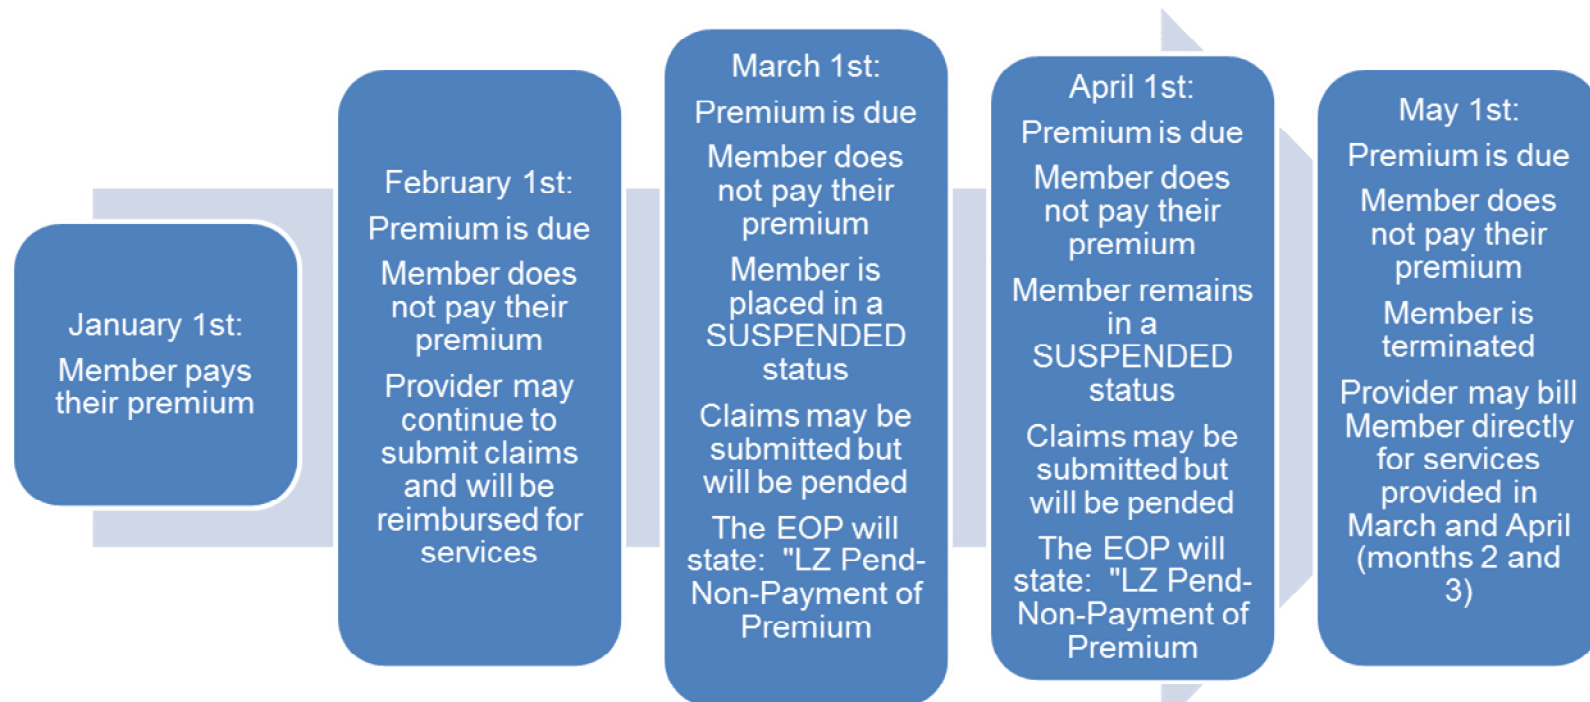 January 1st:
Member pays
their premium
February 1st:
Premium is due
Member does
not pay their
premium
Provider may
continue to
submit claims
and will be
reimbursed for
services
March 1st:
Premium is due
Member does
not pay their
premium
Member is
placed in a
SUSPENDED
status
Claims may be
submitted but
will be pended
The EOP will
state:  "LZ Pend-
Non-Payment of
Premium
April 1st:
Premium is due
Member does
not pay their
premium
Member remains
in a
SUSPENDED
status
Claims may be
submitted but
will be pended
The EOP will
state:  "LZ Pend-
Non-Payment of
Premium
May 1st:
Premium is due
Member does
not pay their
premium
Member is
terminated
Provider may bill
Member directly
for services
provided in
March and April
(months 2 and
3)